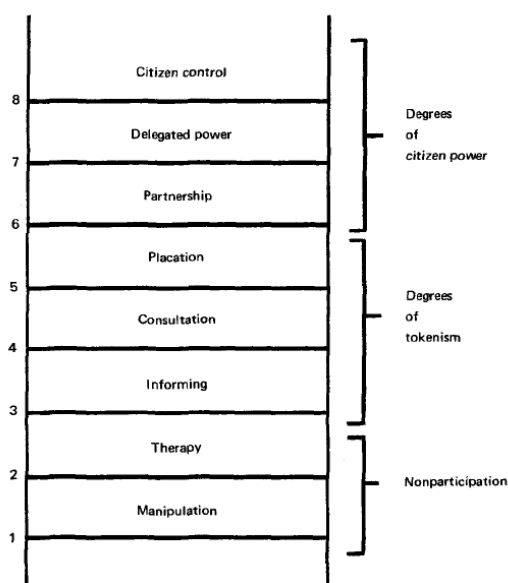 Citizen control
8
Delegated power
7
Partnership
6
Placation
5
Consultation
4
Informing
3
Therapy
2
Manipulation
1
Degrees
of
citizen power
Degrees
of
tokenism
Nonparticipation